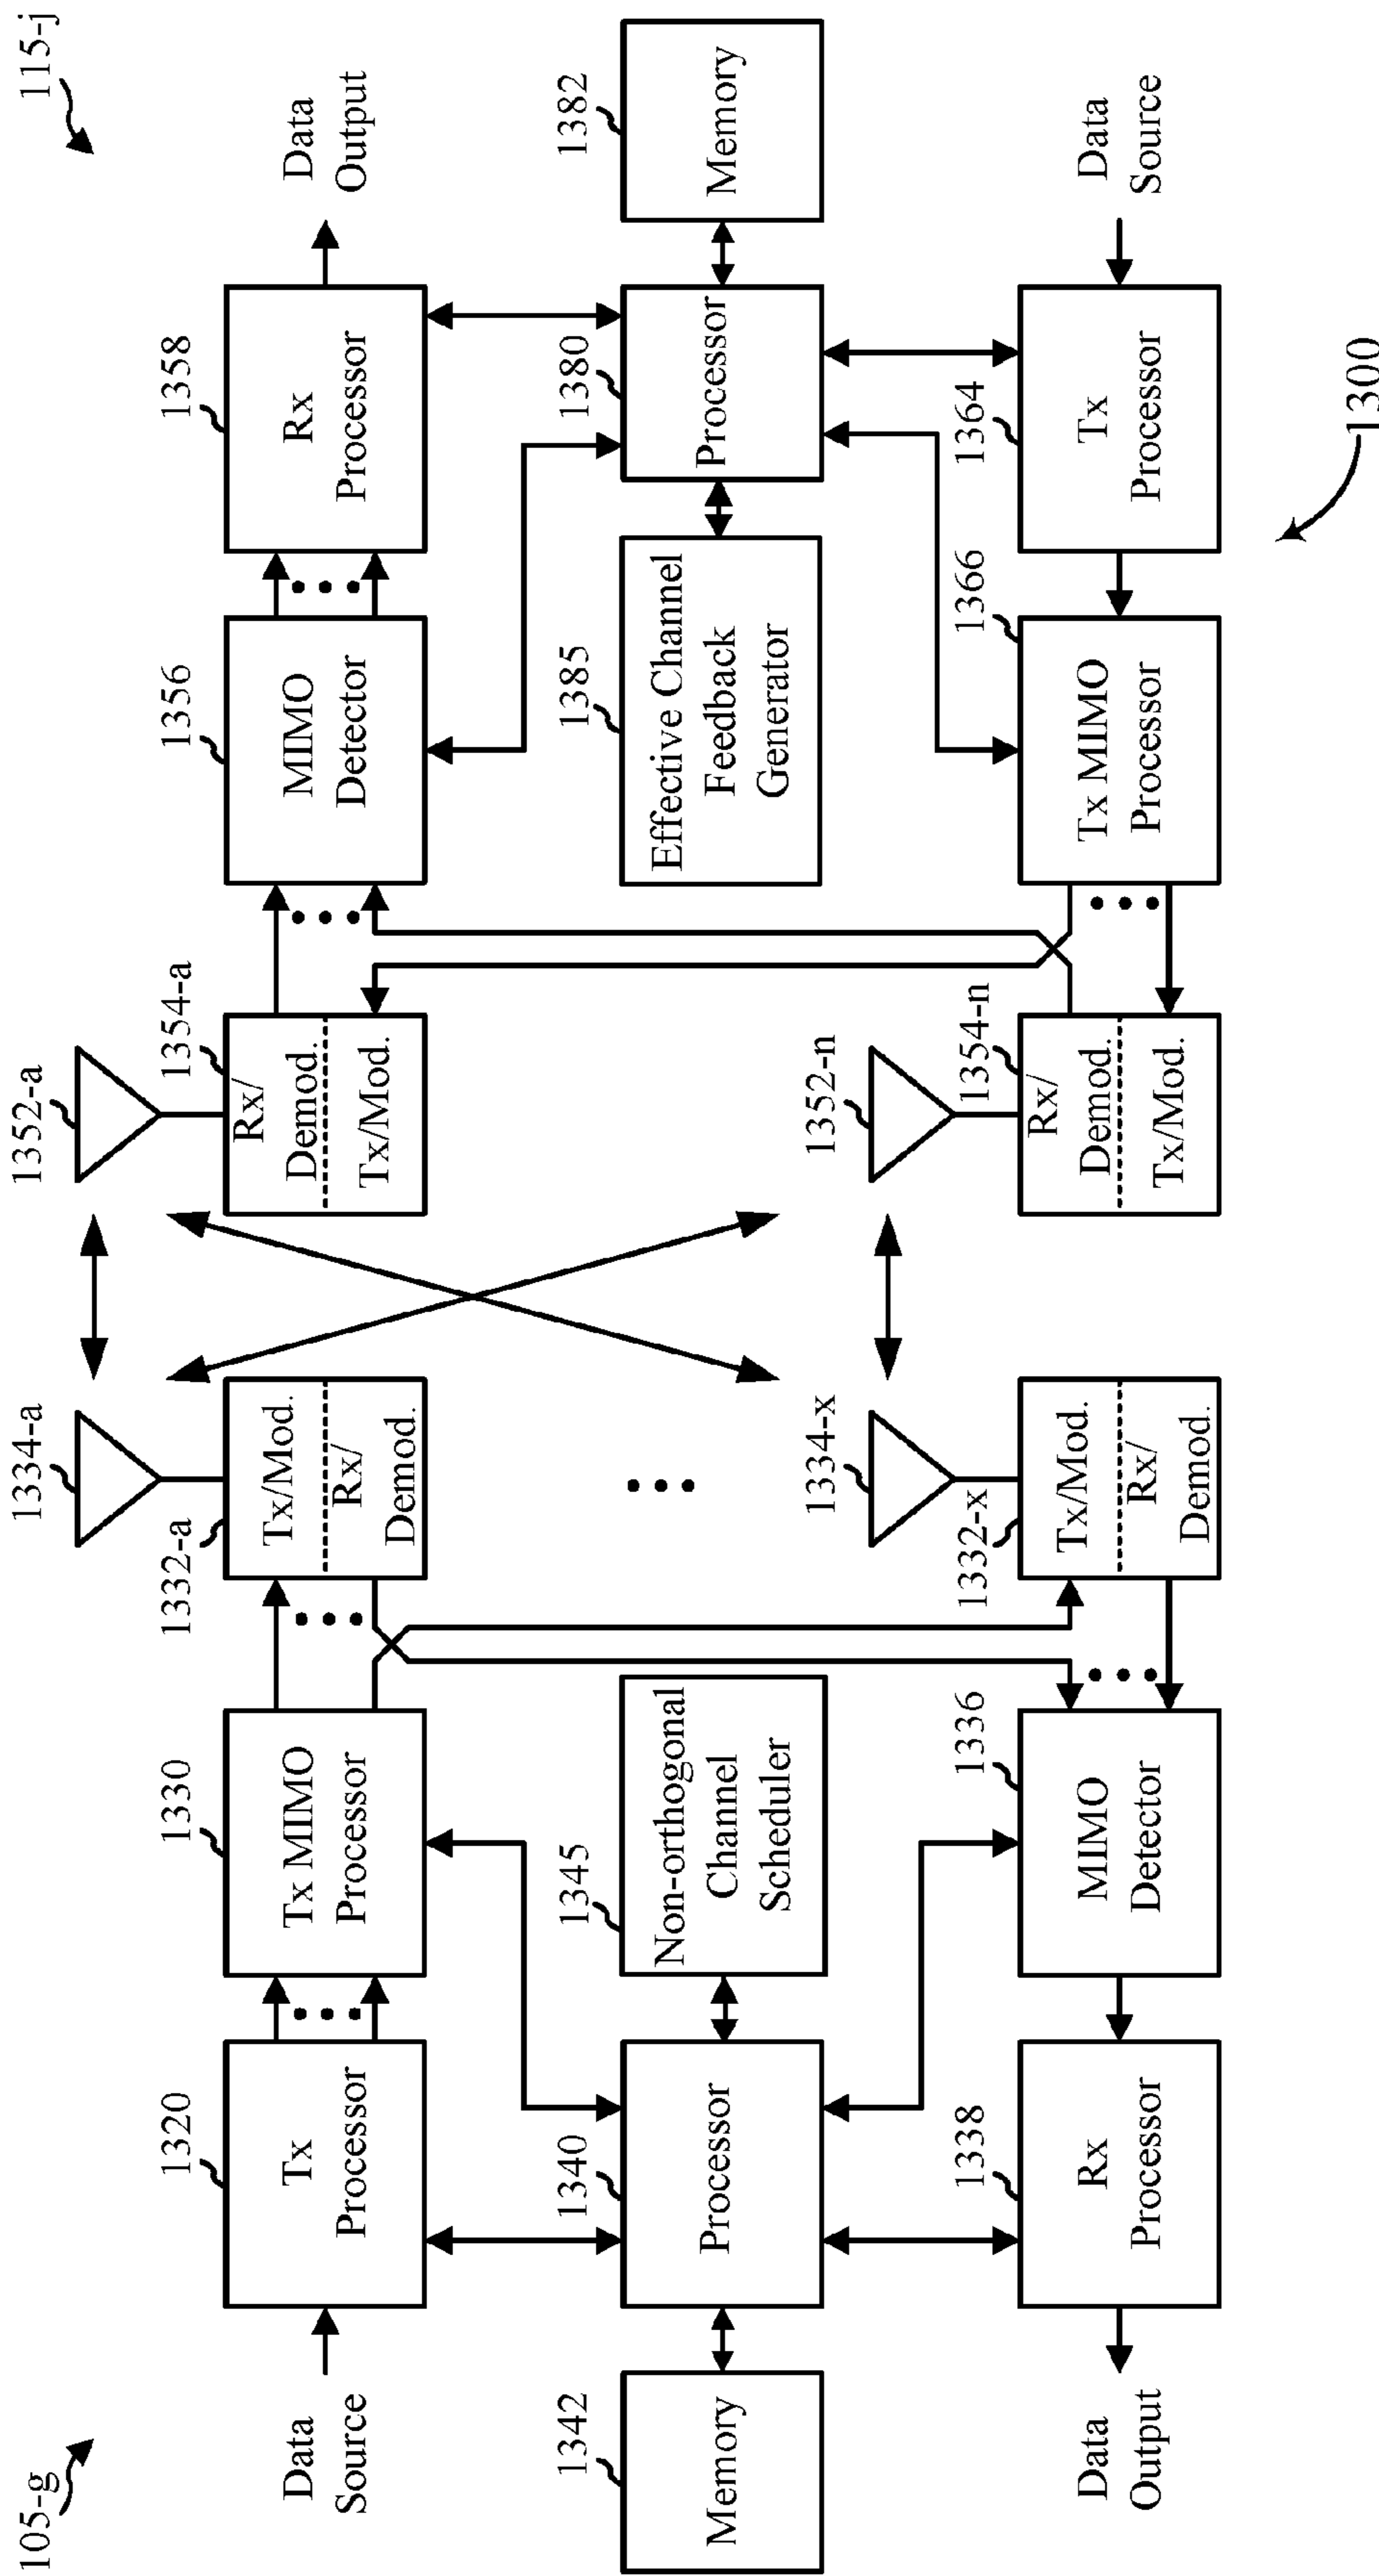 105-g
115-j
1334-a
1352-a
1320
1330
1332-a
1354-a
1356
1358
Data
Source
Tx
Processor
Tx MIMO
Processor
Tx/Mod.
Rx/
Demod.
Rx/
Demod.
Tx/Mod.
MIMO
Detector
Rx
Processor
Data
Output
1342
1340
1345
1385
1380
1382
Memory
Processor
Non-orthogonal
Channel
Scheduler
Effective Channel
Feedback
Generator
Processor
Memory
1334-x
1352-n
1338
1336
1332-x
1354-n
1366
1364
Data
Output
Rx
Processor
MIMO
Detector
Tx/Mod.
Rx/
Demod.
Rx/
Demod.
Tx/Mod.
Tx MIMO
Processor
Tx
Processor
Data
Source
1300